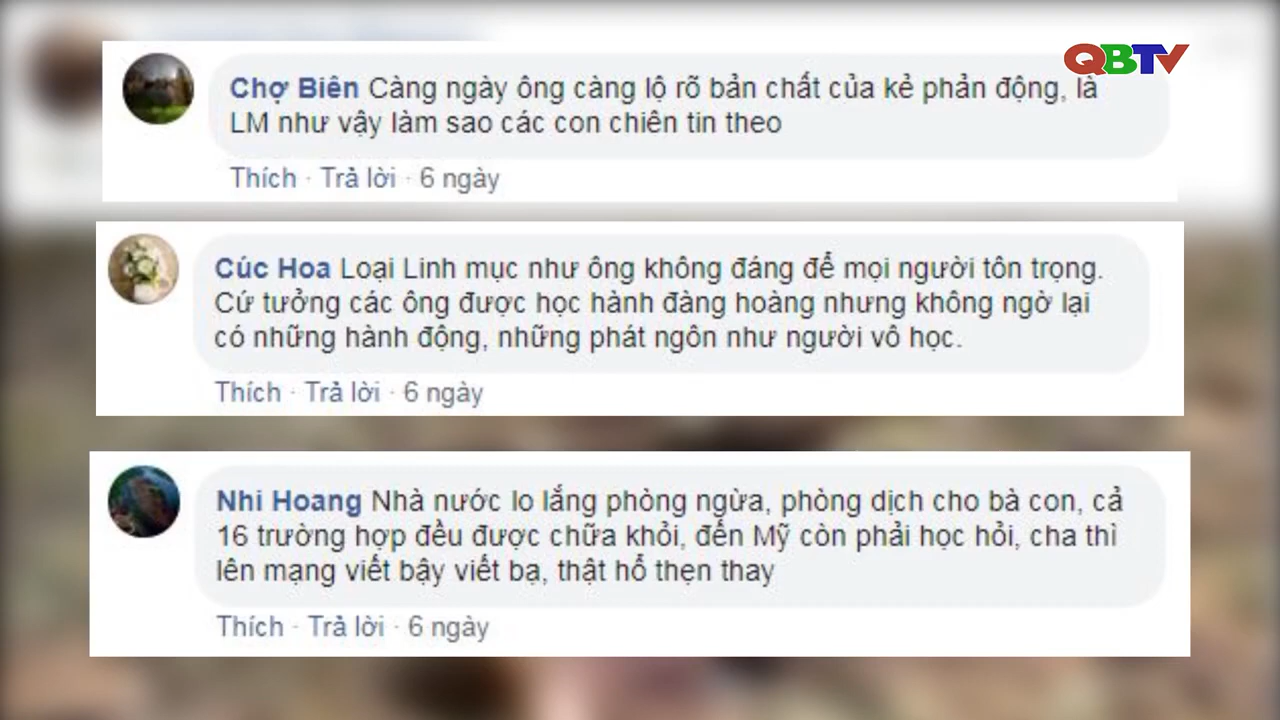 QBTV
Chợ Biên Càng ngày ông càng lộ rõ bản chất của kẻ phản động, là
LM như vậy làm sao các con chiên tin theo
Thích · Trả lời · 6 ngày
Cúc Hoa Loại Linh mục như ông không đáng để mọi người tôn trọng.
Cứ tưởng các ông được học hành đàng hoàng nhưng không ngờ lại
có những hành động, những phát ngôn như người vô học.
Thích · Trả lời · 6 ngày
Nhi Hoang Nhà nước lo lắng phòng ngừa, phòng dịch cho bà con, cả
16 trường hợp đều được chữa khỏi, đến Mỹ còn phải học hỏi, cha thì
lên mạng viết bậy viết bạ, thật hổ thẹn thay
Thích · Trả lời · 6 ngày